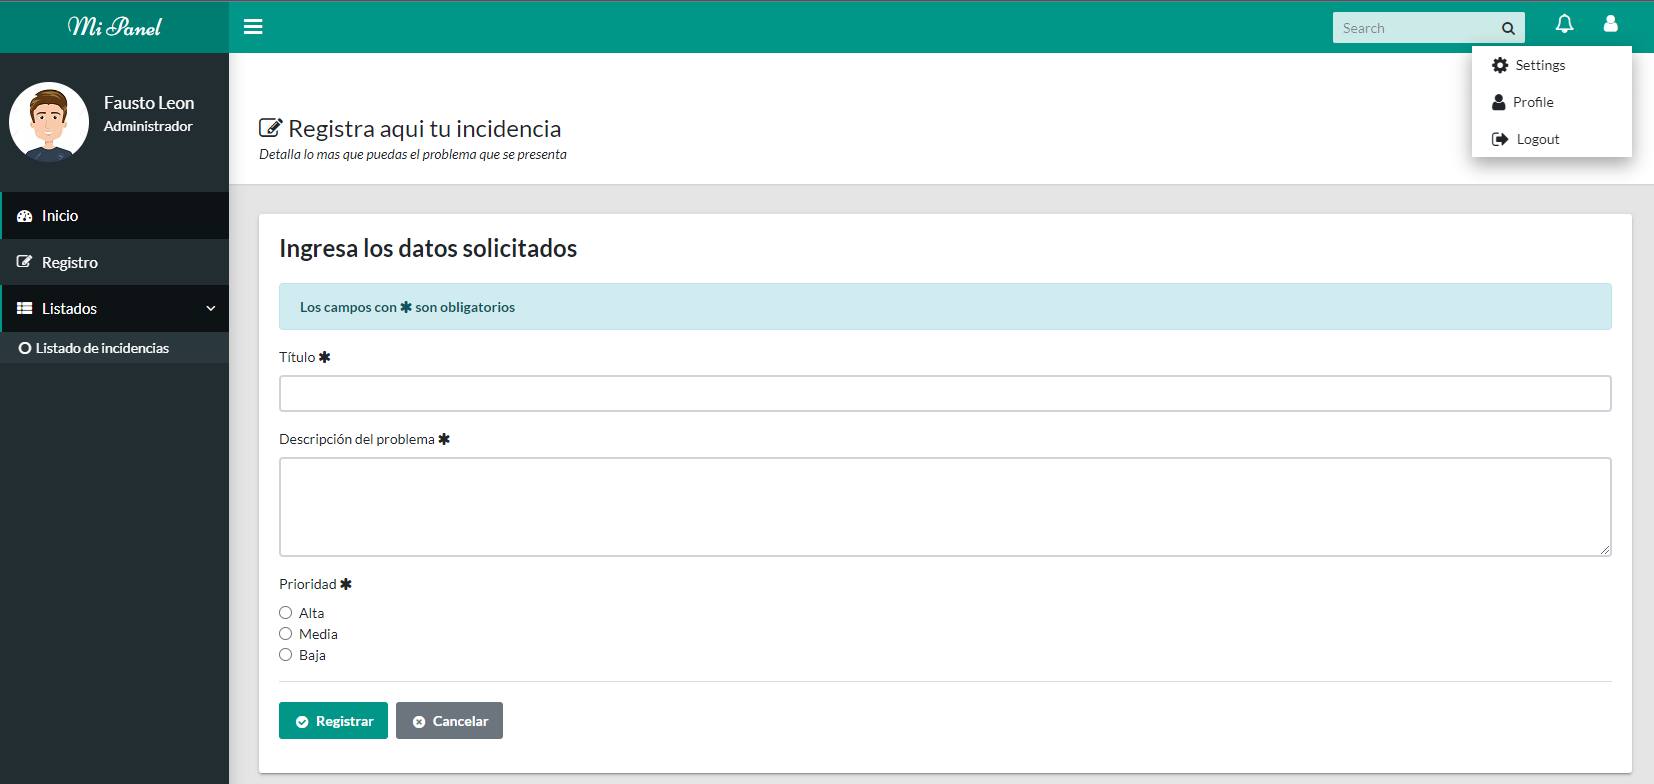 Mi Panel
Search
Settings
Profile
Logout
Fausto Leon
Administrador
Inicio
Registro
Listados
Listado de incidencias
Registra aqui tu incidencia
Detalla lo mas que puedas el problema que se presenta
Ingresa los datos solicitados
Los campos con ✱ son obligatorios
Título ✱
Descripción del problema ✱
Prioridad ✱
Alta
Media
Baja
Registrar
Cancelar